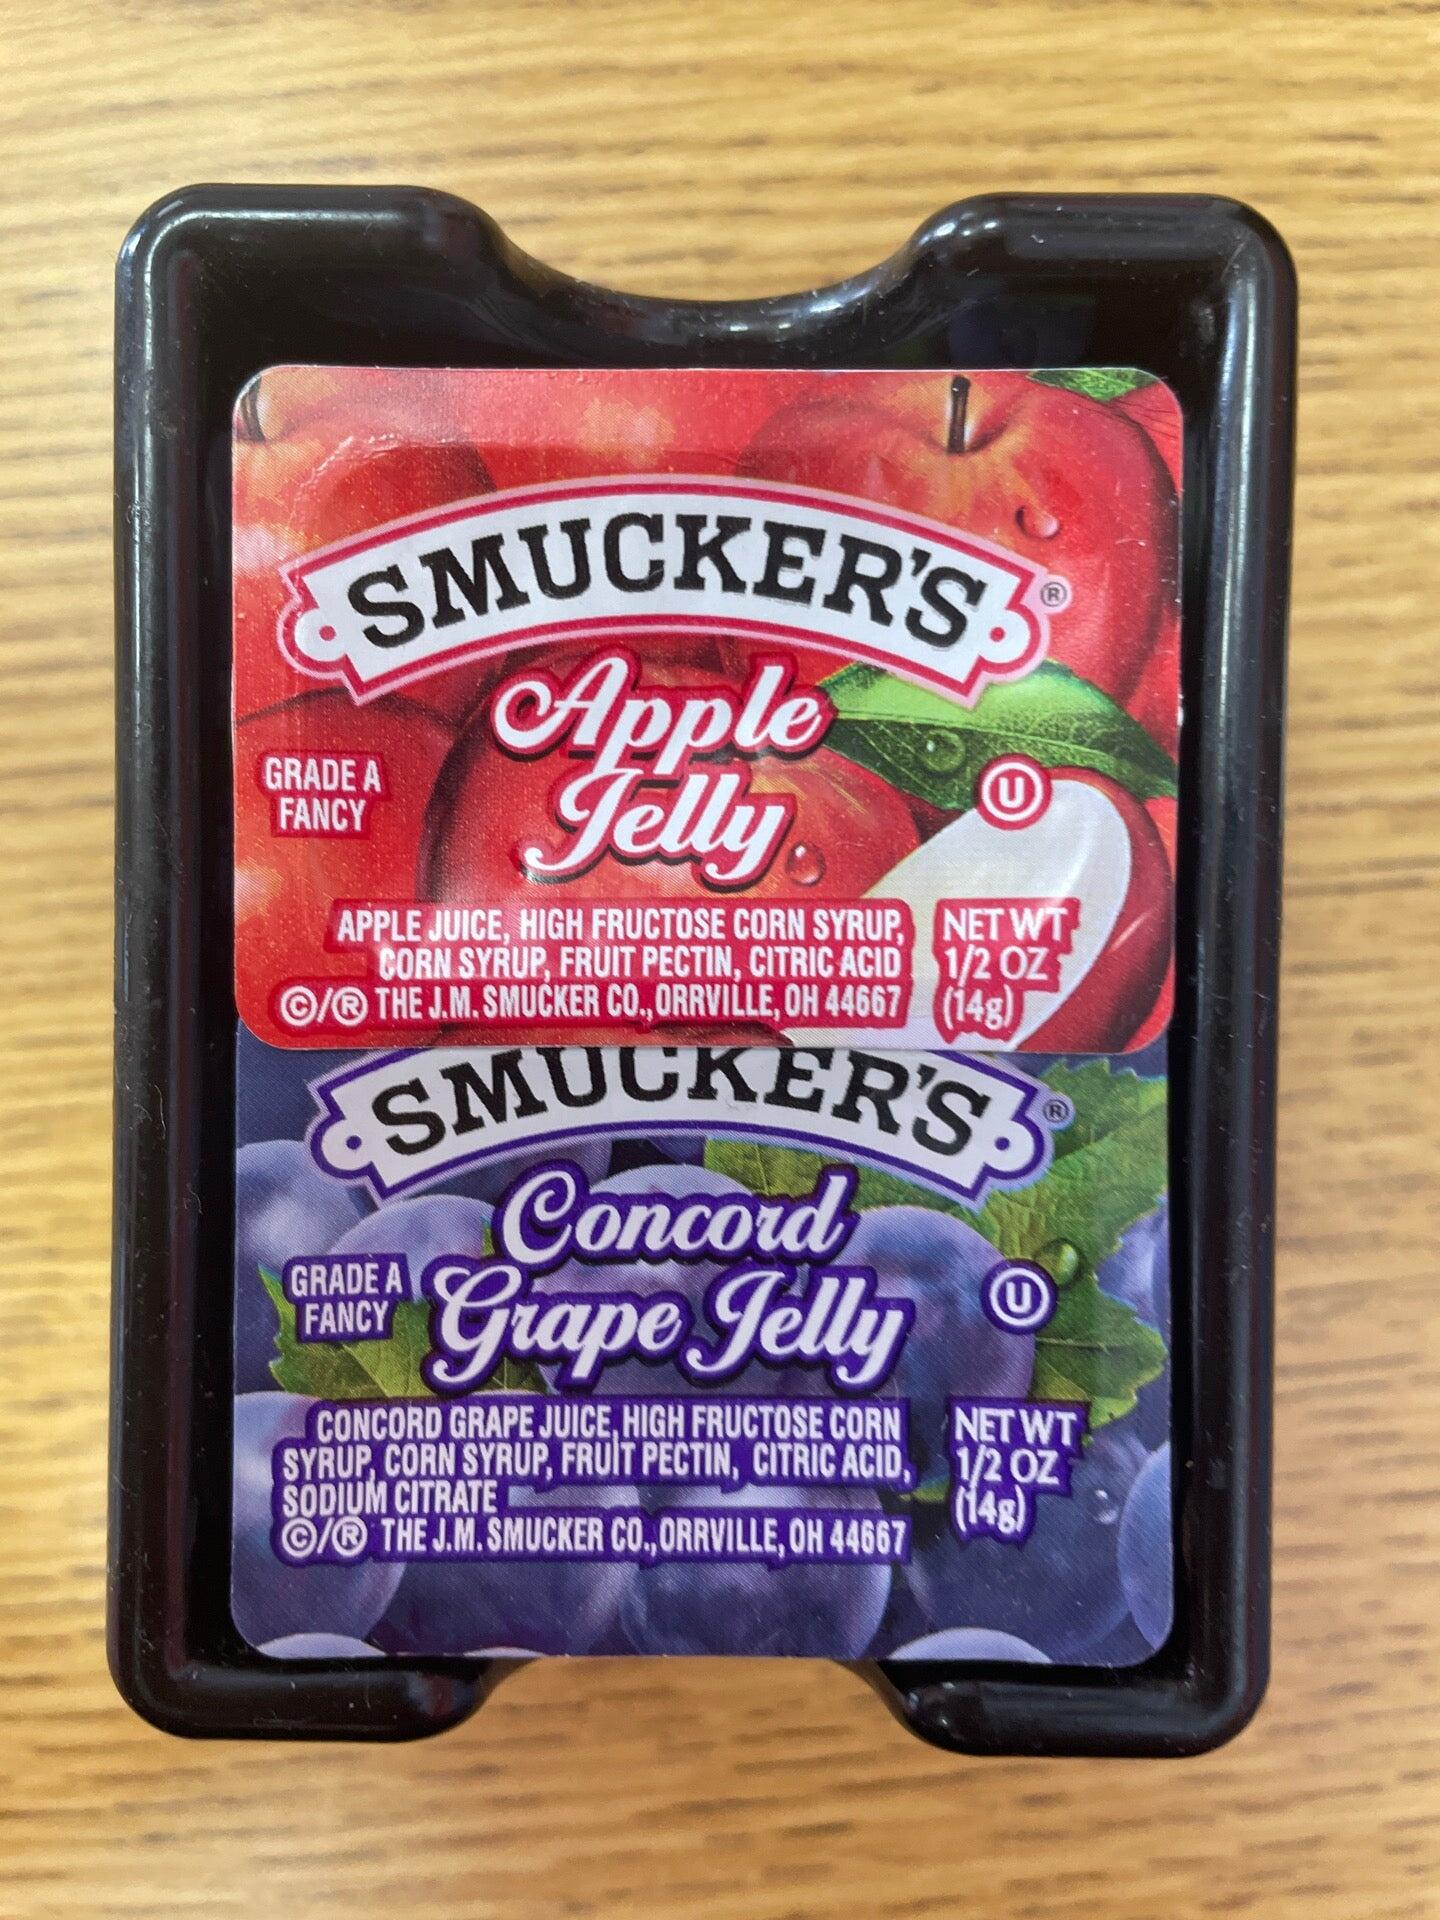 SMUCKER'S®
Apple
Jelly
GRADE A
FANCY
U
APPLE JUICE, HIGH FRUCTOSE CORN SYRUP,
CORN SYRUP, FRUIT PECTIN, CITRIC ACID
©/® THE J.M. SMUCKER CO., ORRVILLE, OH 44667
NET WT
1/2 OZ
(14g)
SMUCKER'S®
Concord
Grape Jelly
GRADE A
FANCY
U
CONCORD GRAPE JUICE, HIGH FRUCTOSE CORN
SYRUP, CORN SYRUP, FRUIT PECTIN, CITRIC ACID,
SODIUM CITRATE
©/® THE J.M. SMUCKER CO., ORRVILLE, OH 44667
NET WT
1/2 OZ
(14g)